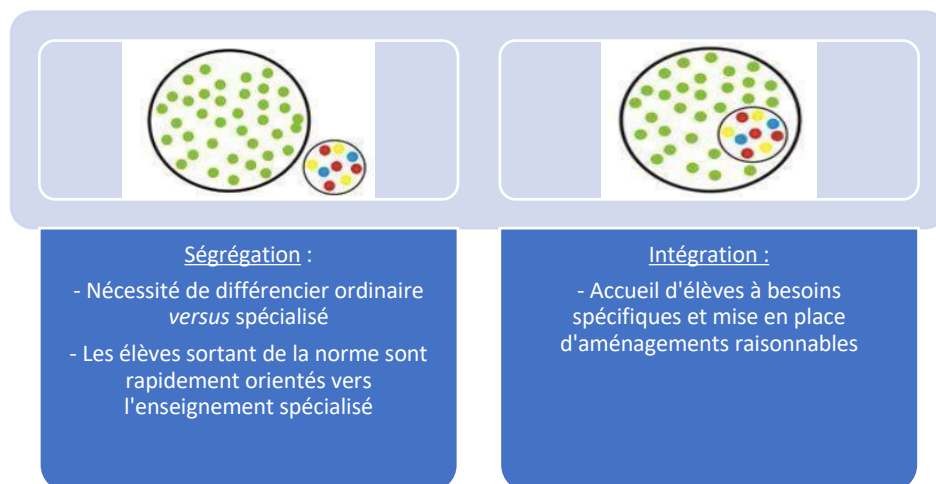 Ségrégation :
- Nécessité de différencier ordinaire
versus spécialisé
- Les élèves sortant de la norme sont
rapidement orientés vers
l'enseignement spécialisé
Intégration :
- Accueil d'élèves à besoins
spécifiques et mise en place
d'aménagements raisonnables